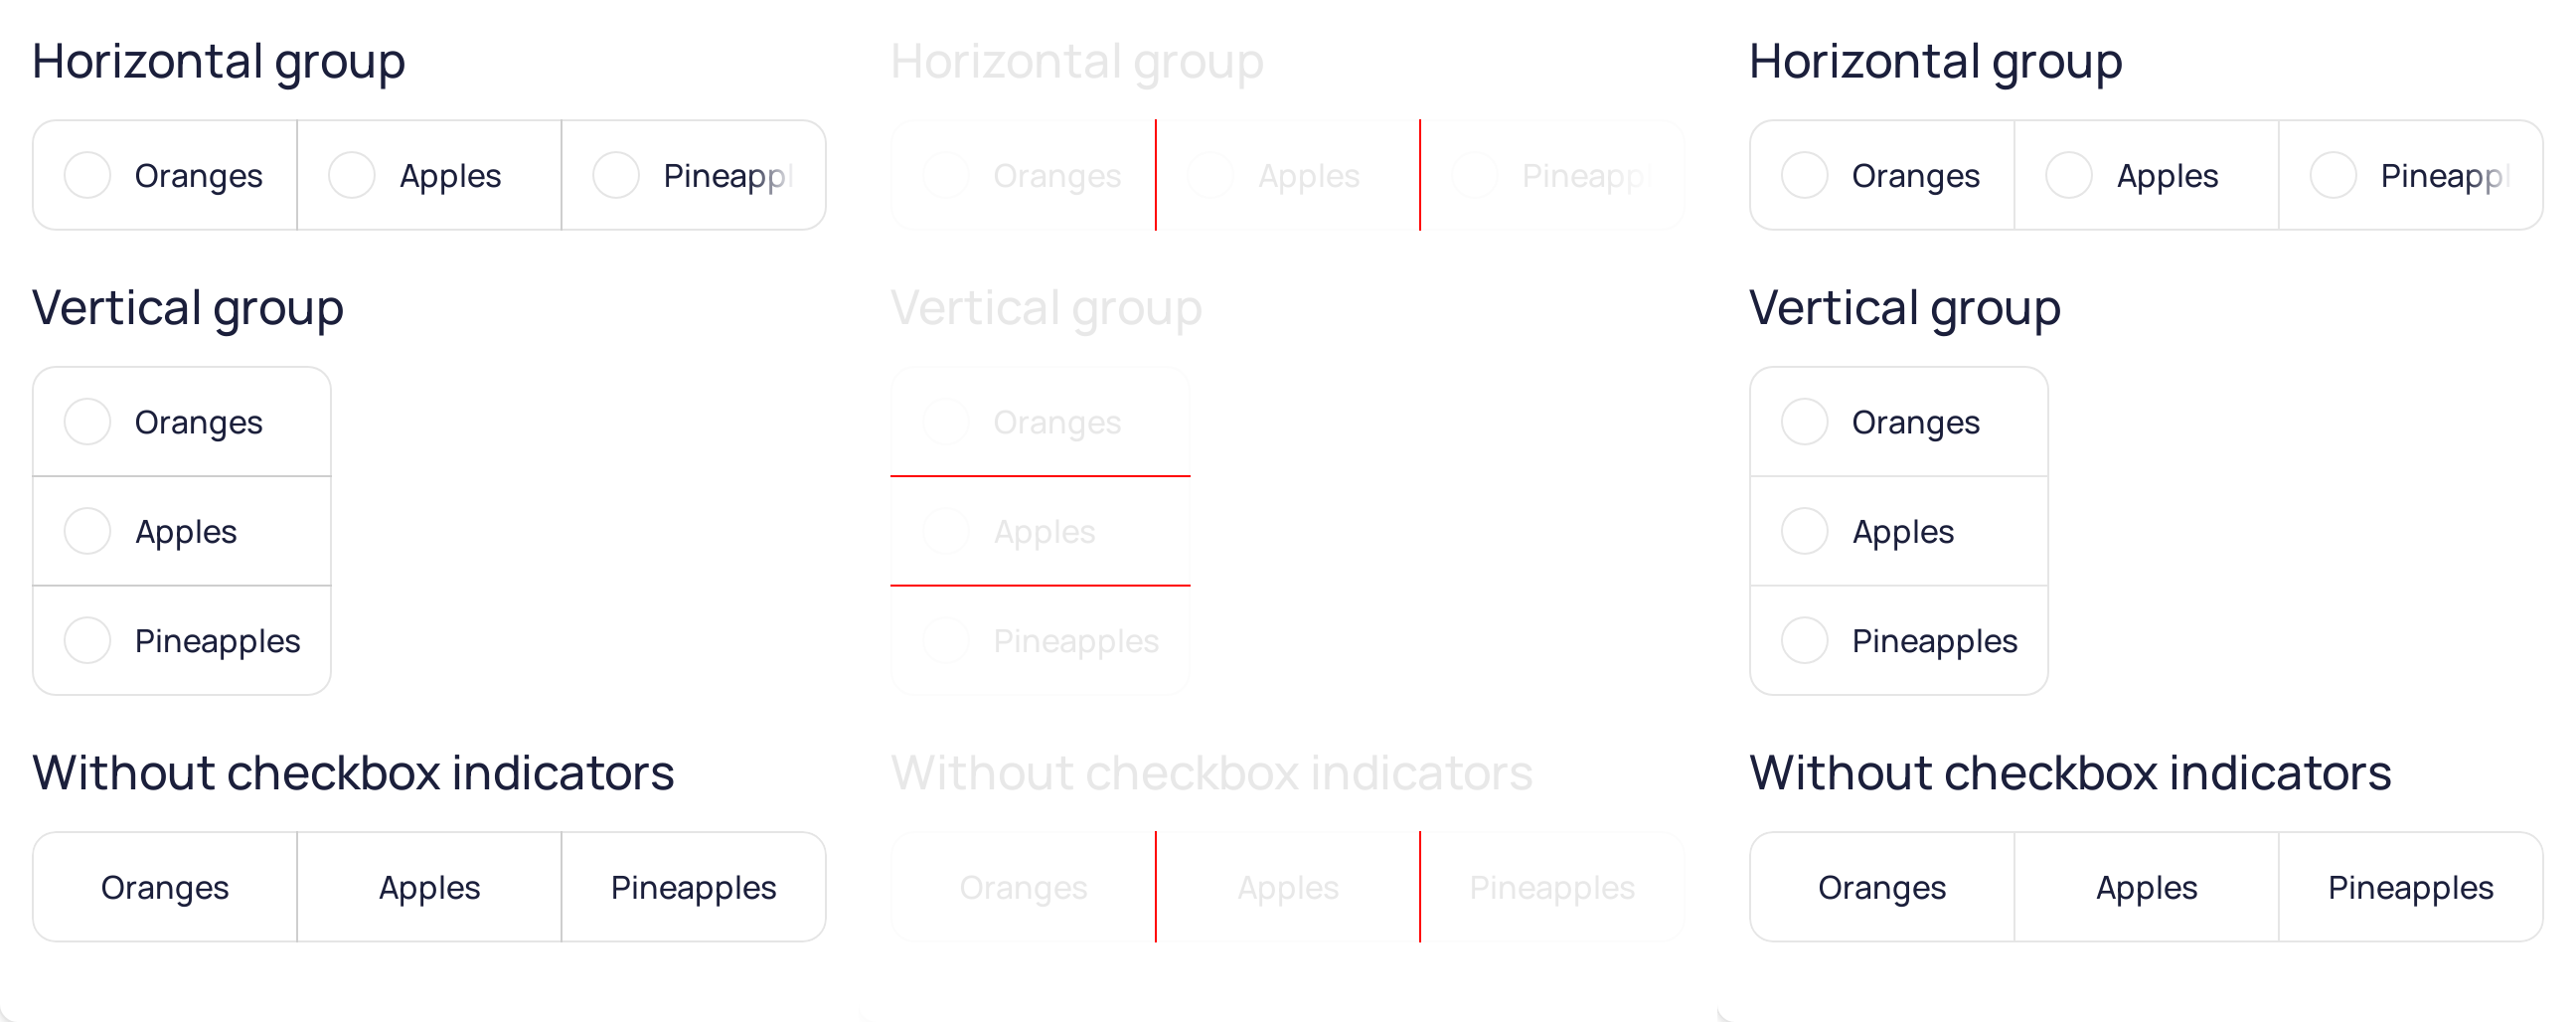 Horizontal group
Oranges Apples Pineappl
Vertical group
Oranges
Apples
Pineapples
Without checkbox indicators
Oranges Apples Pineapples
Horizontal group
Oranges Apples Pineappl
Vertical group
Oranges
Apples
Pineapples
Without checkbox indicators
Oranges Apples Pineapples
Horizontal group
Oranges Apples Pineappl
Vertical group
Oranges
Apples
Pineapples
Without checkbox indicators
Oranges Apples Pineapples